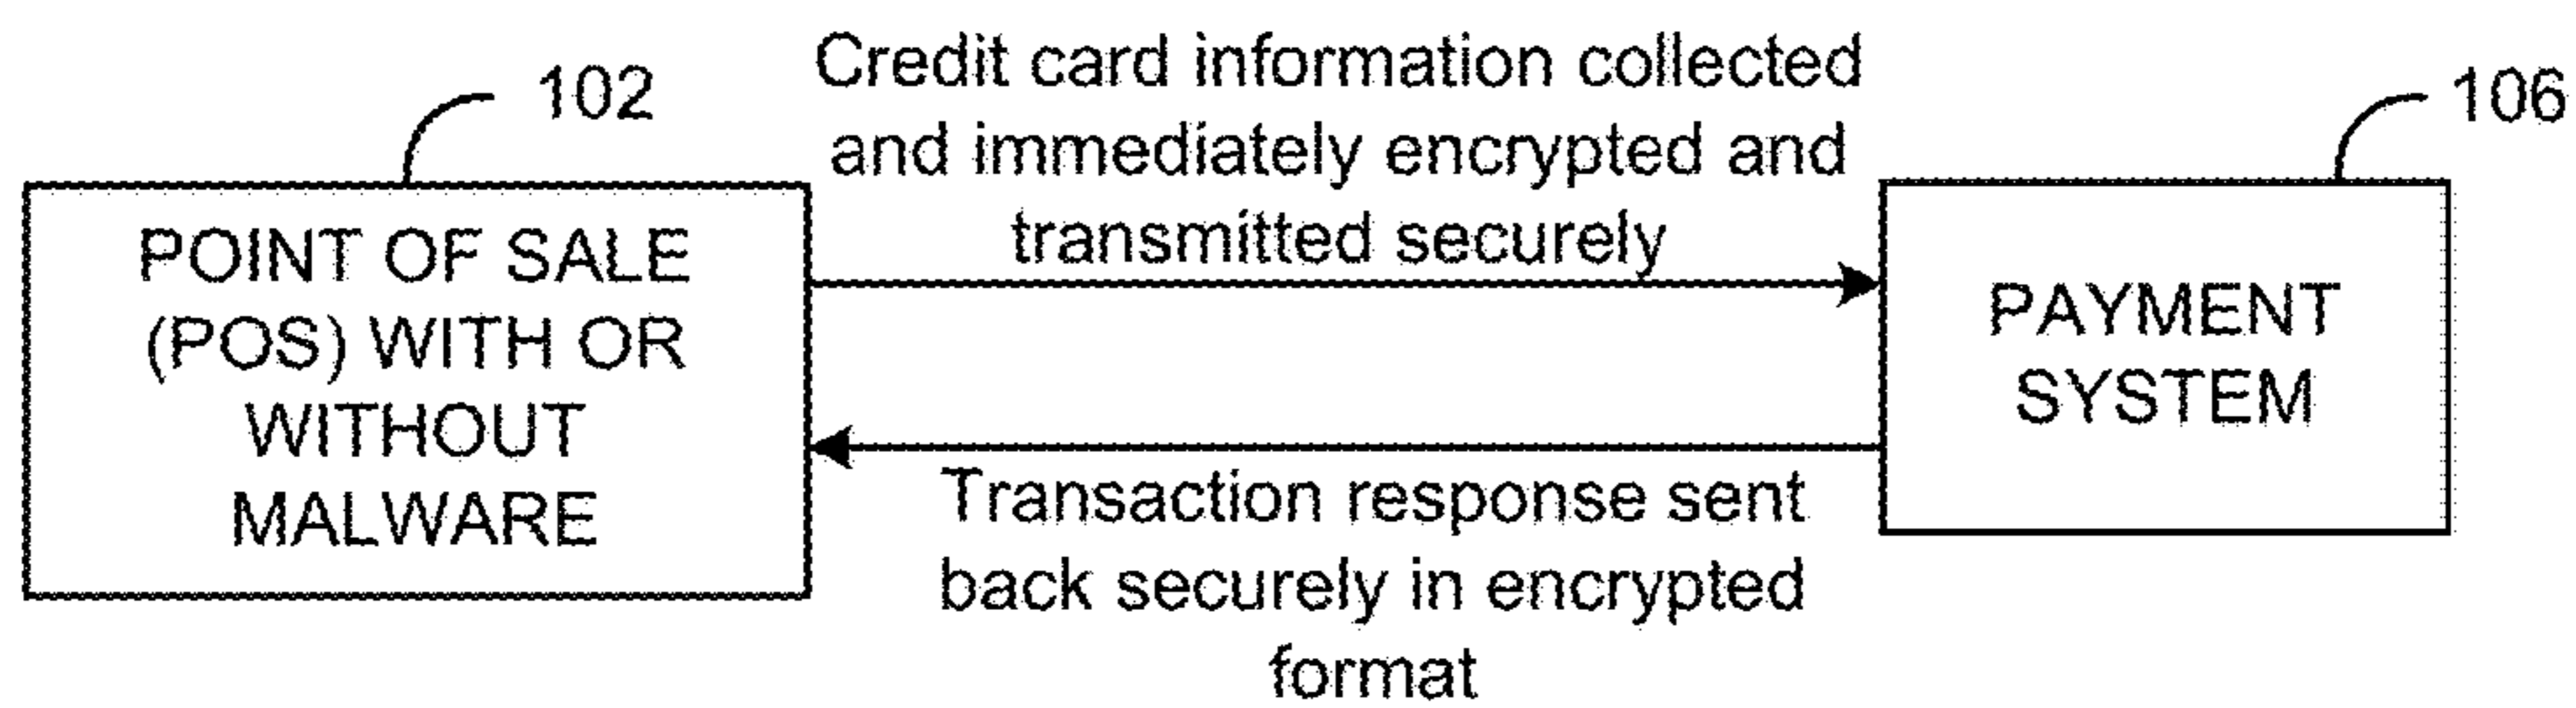 102
Credit card information collected
and immediately encrypted and
transmitted securely
106
POINT OF SALE
(POS) WITH OR
WITHOUT
MALWARE
PAYMENT
SYSTEM
Transaction response sent
back securely in encrypted
format